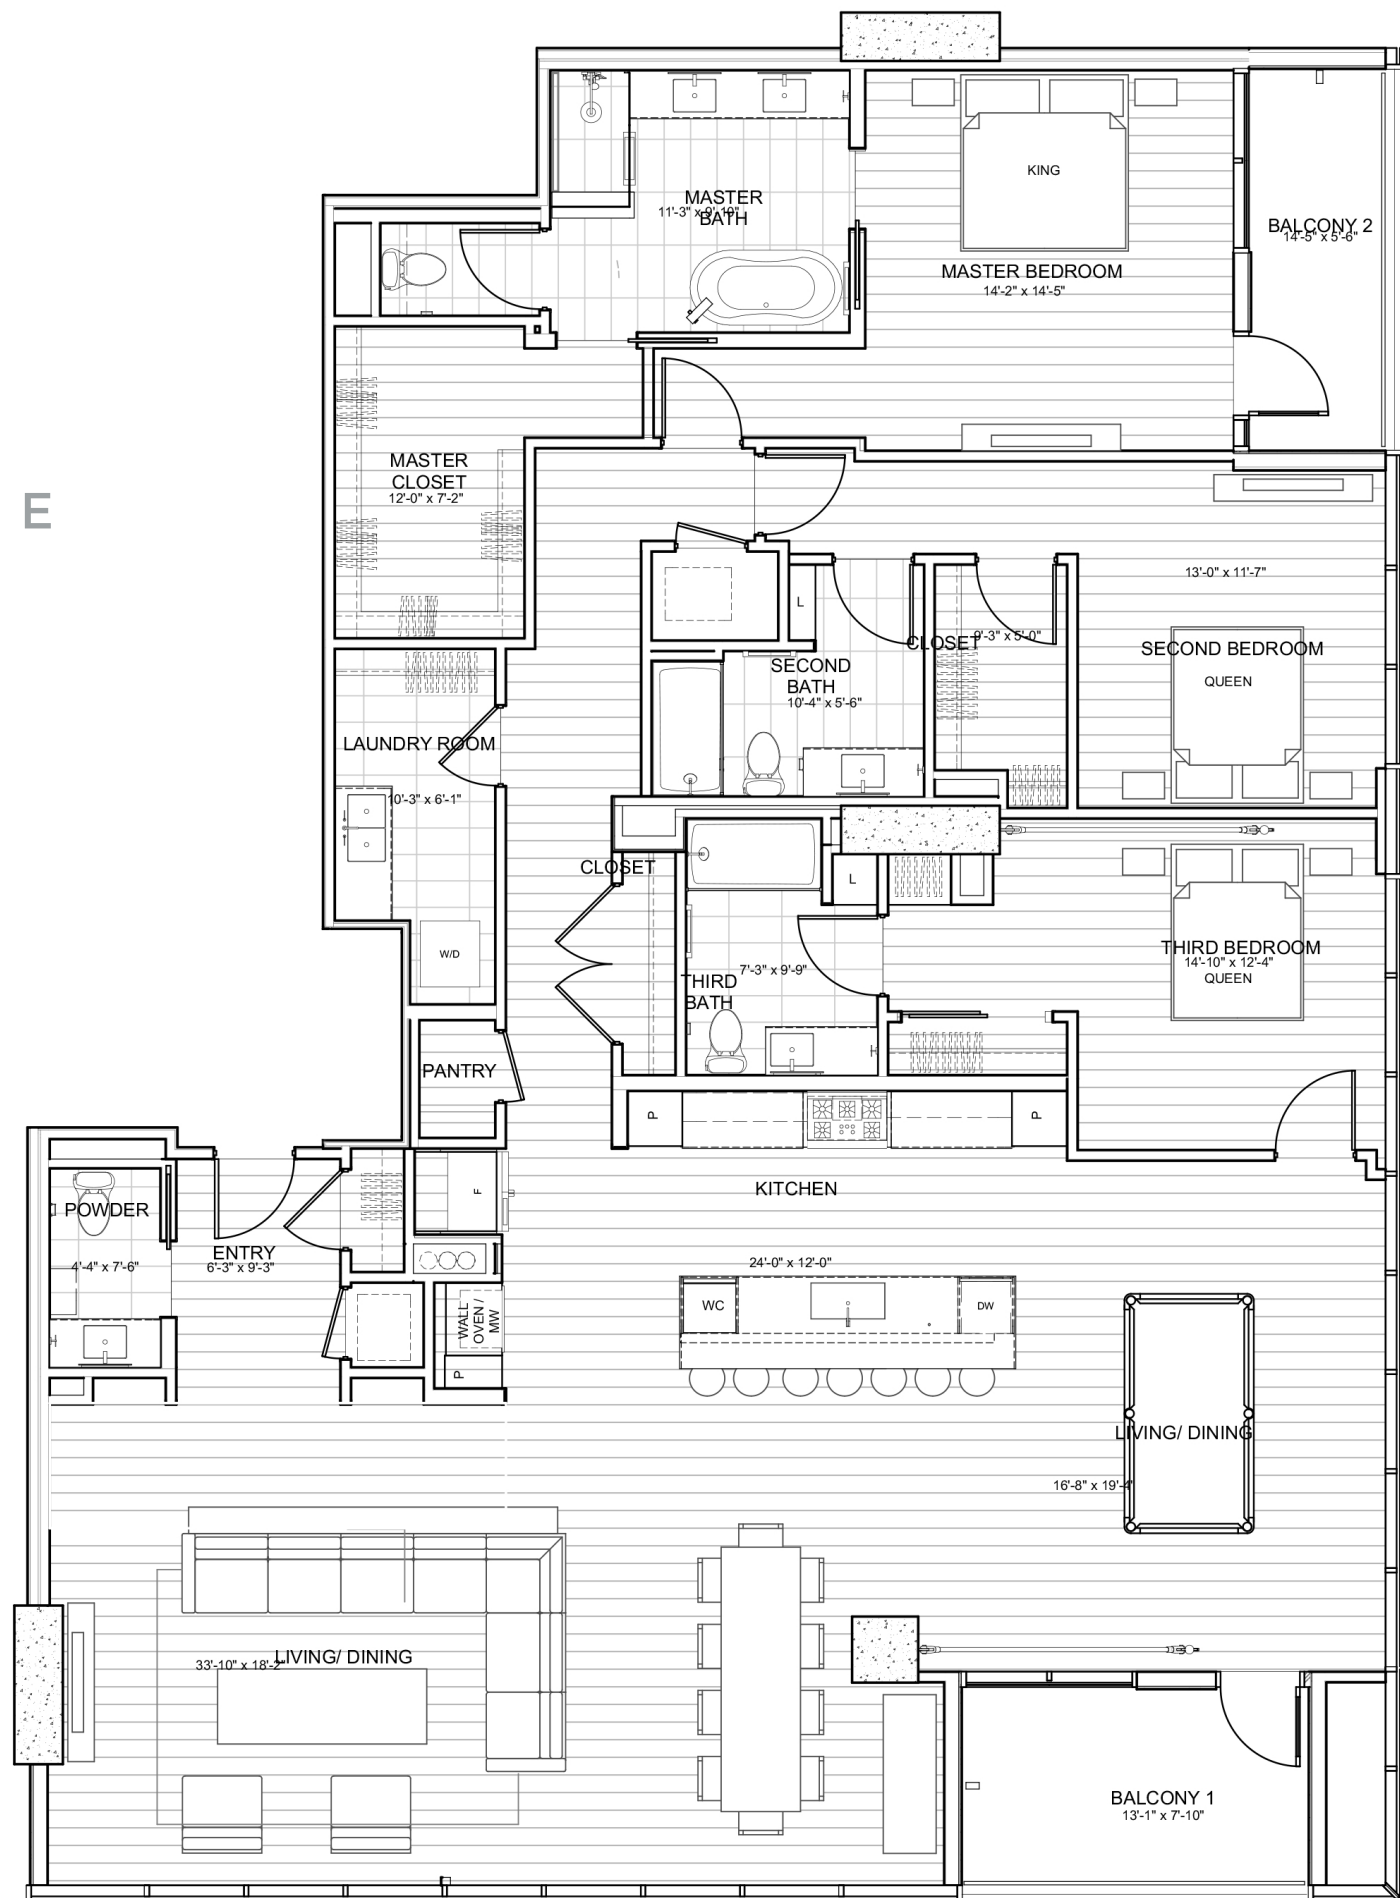 KING
MASTER
BATH
11'-3" x 9'-10"
BALCONY 2
14'-5" x 5'-6"
MASTER BEDROOM
14'-2" x 14'-5"
MASTER
CLOSET
12'-0" x 7'-2"
E
13'-0" x 11'-7"
L
CLOSET
9'-3" x 5'-0"
SECOND BEDROOM
QUEEN
SECOND
BATH
10'-4" x 5'-6"
LAUNDRY ROOM
10'-3" x 6'-1"
CLOSET
L
W/D
THIRD BEDROOM
14'-10" x 12'-4"
QUEEN
7'-3" x 9'-9"
THIRD
BATH
PANTRY
P
P
F
KITCHEN
POWDER
4'-4" x 7'-6"
ENTRY
6'-3" x 9'-3"
24'-0" x 12'-0"
WC
DW
WALL
OVEN /
MW
P
LIVING/ DINING
16'-8" x 19'-4"
LIVING/ DINING
33'-10" x 18'-2"
BALCONY 1
13'-1" x 7'-10"